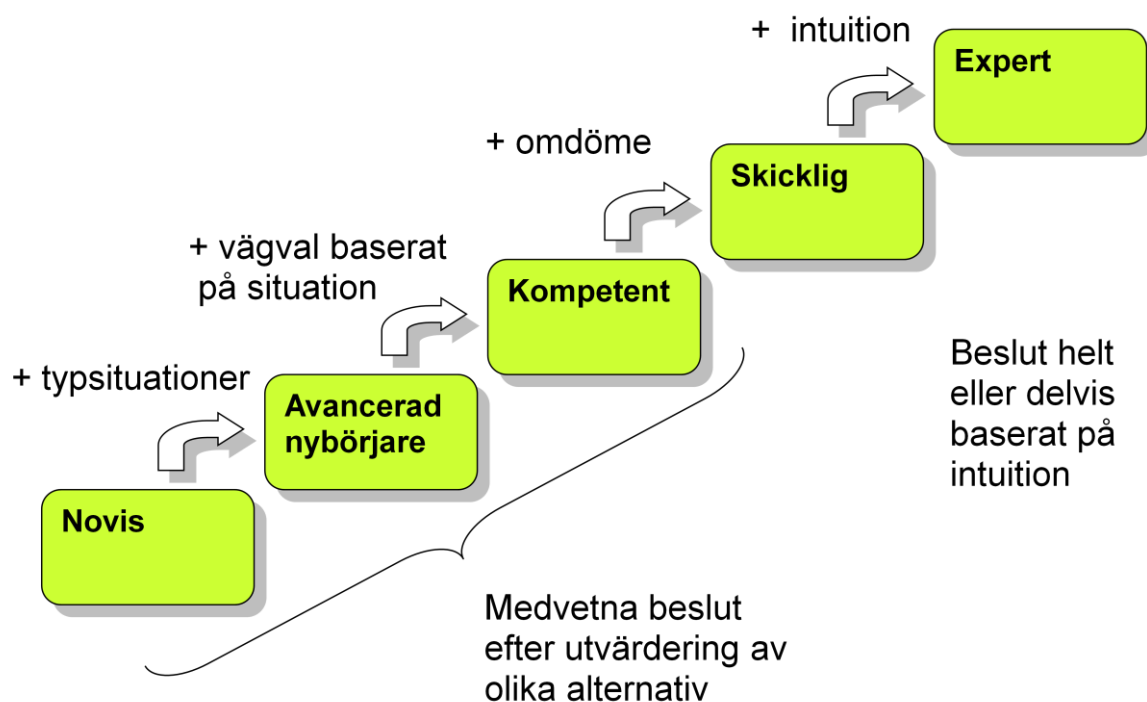 + intuition
Expert
+ omdöme
Skicklig
+ vägval baserat
på situation
Kompetent
+ typsituationer
Avancerad
nybörjare
Novis
Beslut helt
eller delvis
baserat på
intuition
Medvetna beslut
efter utvärdering av
olika alternativ